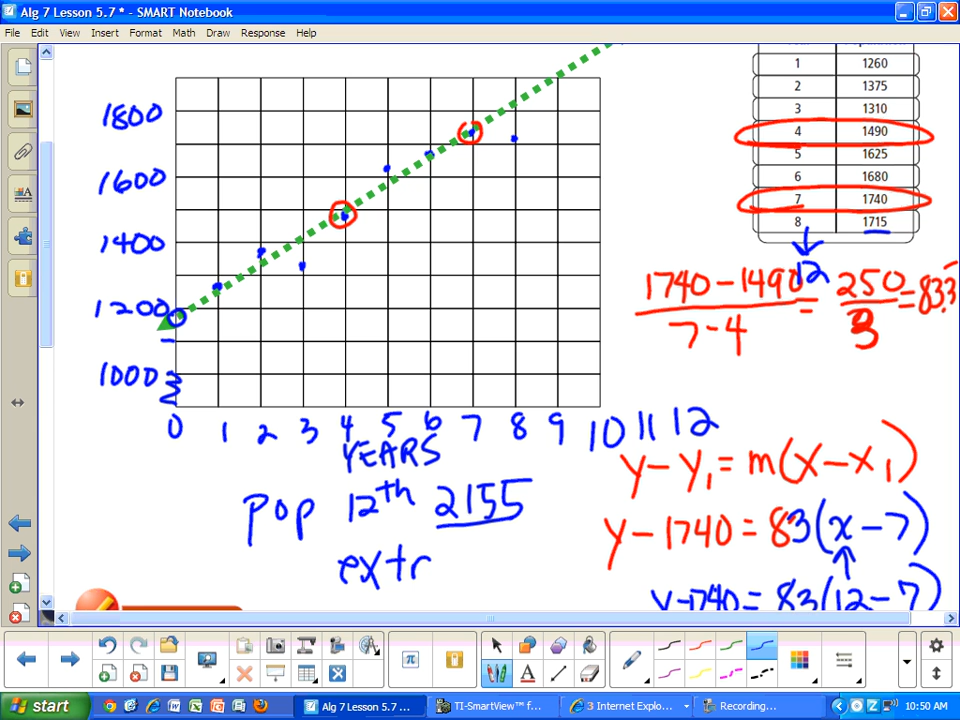 Alg 7 Lesson 5.7 * - SMART Notebook
File Edit View Insert Format Math Draw Response Help
1 1260
2 1375
3 1310
4 1490
5 1625
6 1680
7 1740
8 1715
12
1800
1600
1400
1200
1000
0 1 2 3 4 5 6 7 8 9 10 11 12
YEARS
1740-1490 = 250 = 83.3
7-4 3
y-y1 = m(x-x1)
Pop 12th 2155
y-1740 = 83(x-7)
extr
y-1740= 83(12-7)
start
Alg 7 Lesson 5.7 ...
TI-SmartView™ f...
3 Internet Explo...
Recording...
10:50 AM